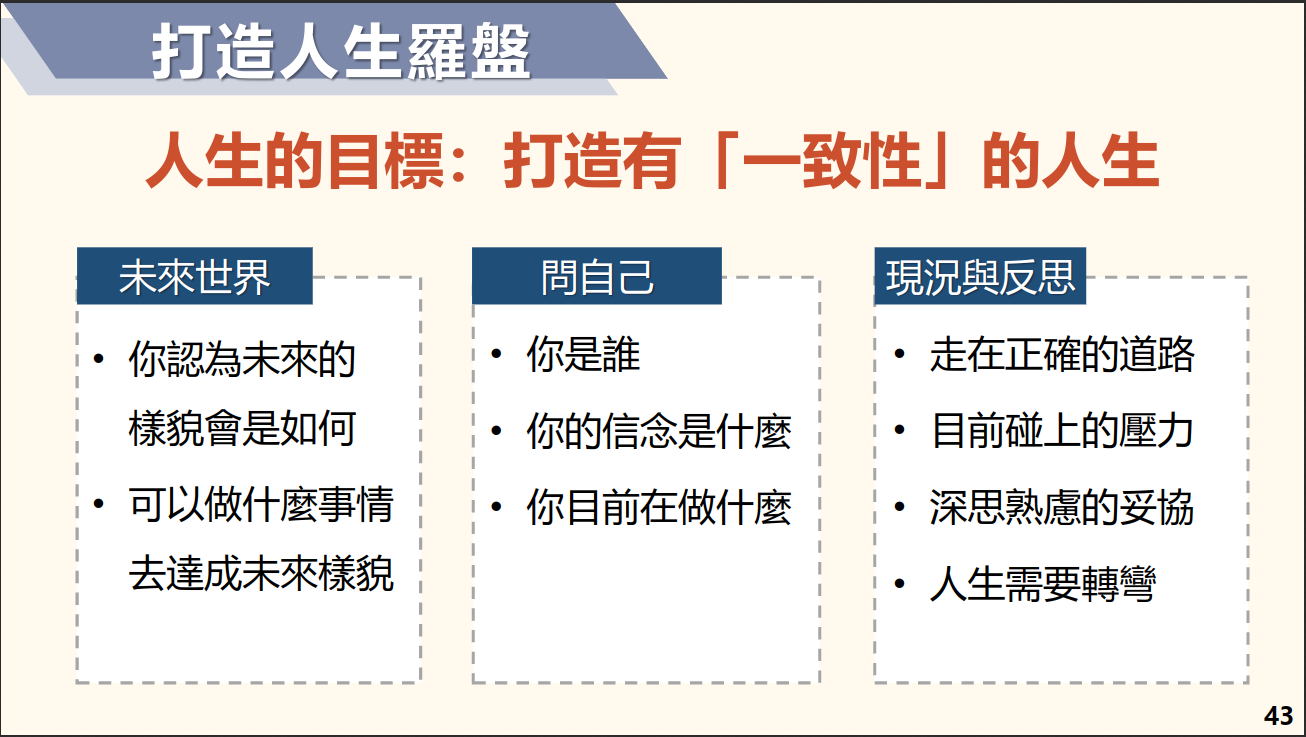 打造人生羅盤
人生的目標：打造有「一致性」的人生
未來世界
• 你認為未來的
樣貌會是如何
• 可以做什麼事情
去達成未來樣貌
問自己
• 你是誰
• 你的信念是什麼
• 你目前在做什麼
現況與反思
• 走在正確的道路
• 目前碰上的壓力
• 深思熟慮的妥協
• 人生需要轉彎
43